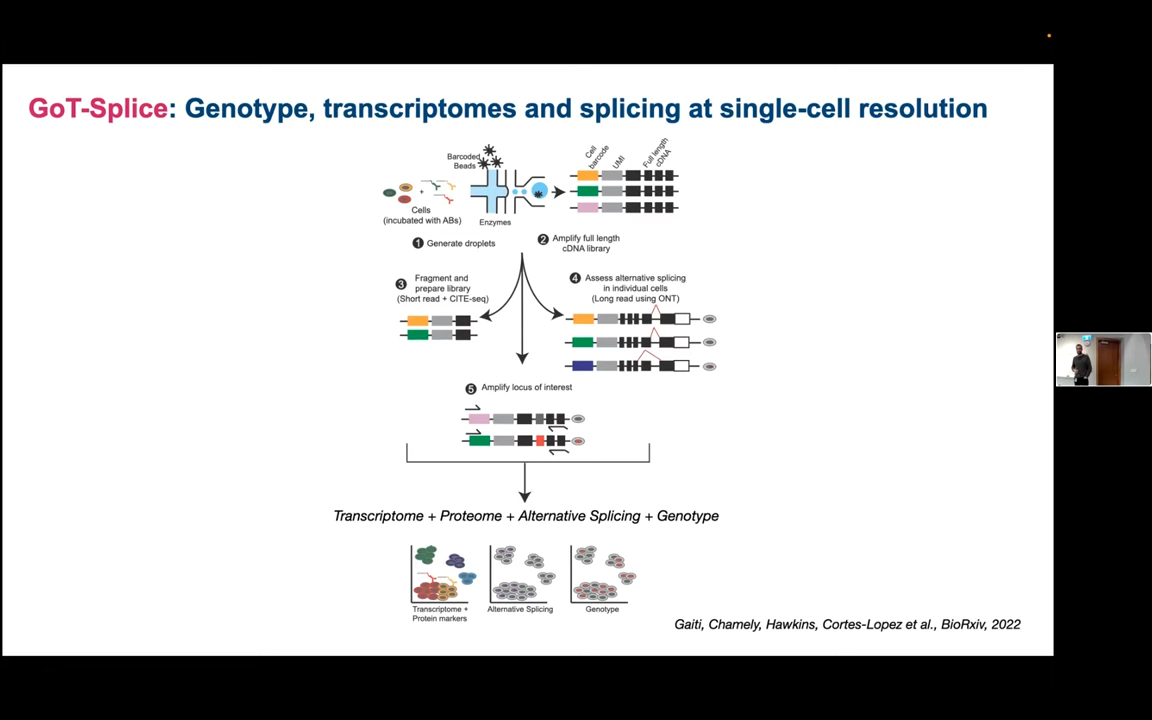 GoT-Splice: Genotype, transcriptomes and splicing at single-cell resolution
Barcoded
Beads
Cell
barcode
UMI
Full length
cDNA
+
Cells
(incubated with ABs)
Enzymes
1 Generate droplets
2 Amplify full length
cDNA library
3 Fragment and
prepare library
(Short read + CITE-seq)
4 Assess alternative splicing
in individual cells
(Long read using ONT)
5 Amplify locus of interest
Transcriptome + Proteome + Alternative Splicing + Genotype
Transcriptome +
Protein markers
Alternative Splicing
Genotype
Gaiti, Chamely, Hawkins, Cortes-Lopez et al., BioRxiv, 2022